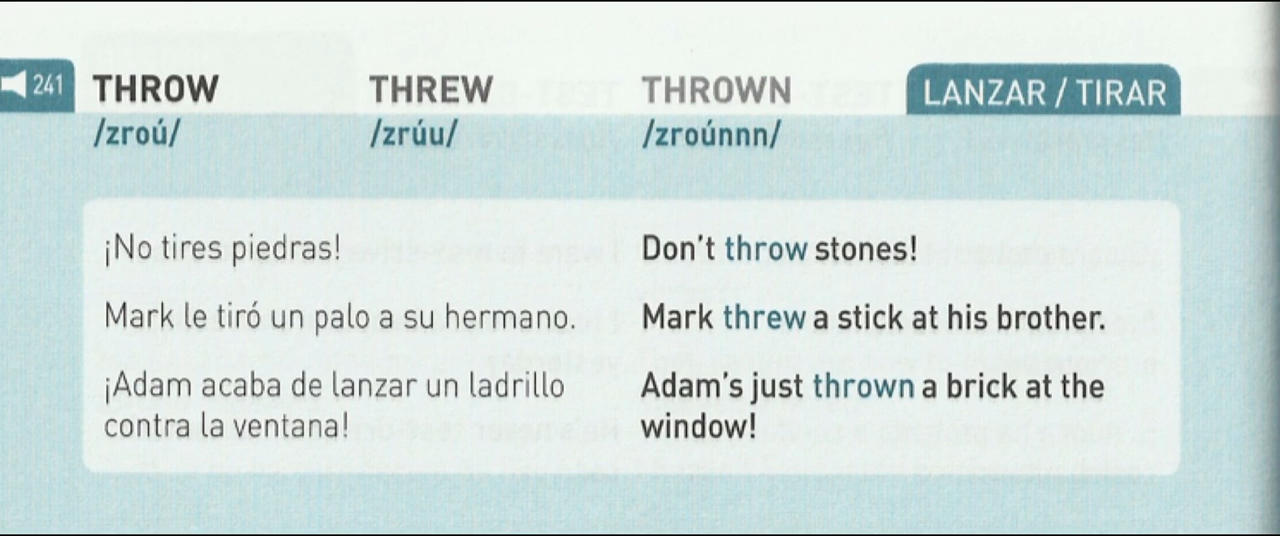 241 THROW THREW THROWN LANZAR / TIRAR
/zroú/ /zrúu/ /zroúnnn/
¡No tires piedras! Don't throw stones!
Mark le tiró un palo a su hermano. Mark threw a stick at his brother.
¡Adam acaba de lanzar un ladrillo Adam's just thrown a brick at the
contra la ventana! window!